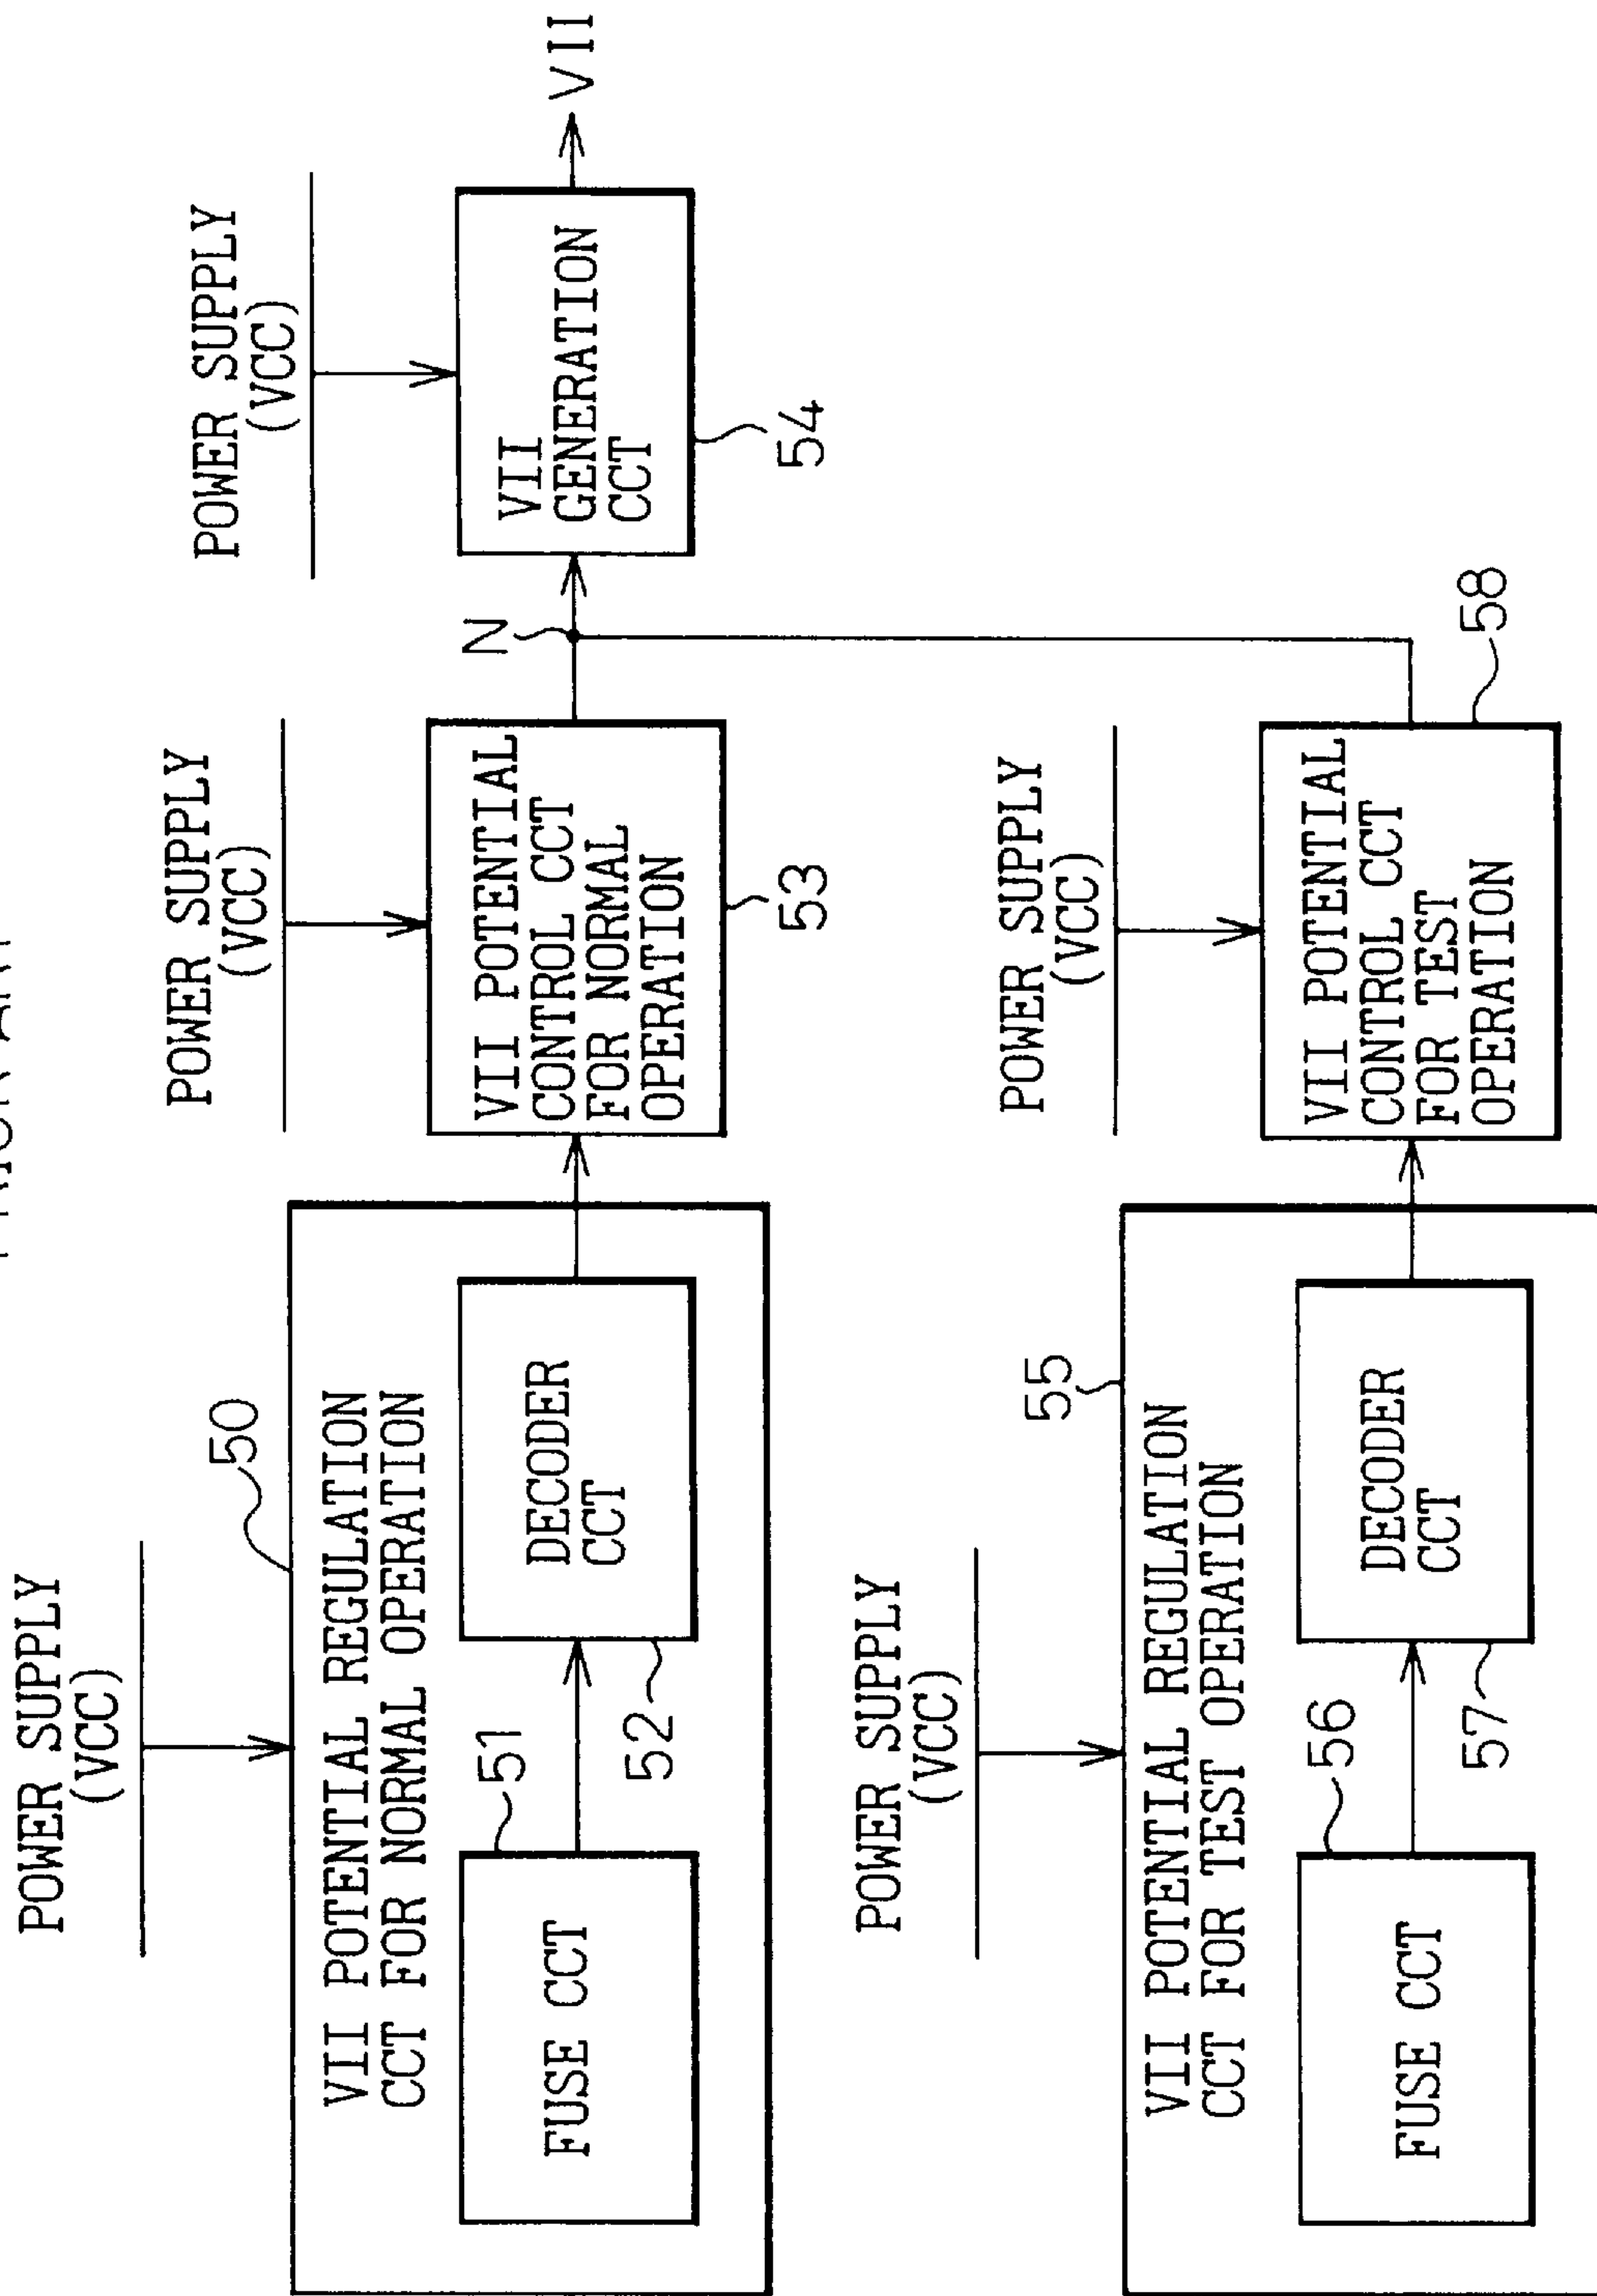 POWER SUPPLY
(VCC)
50
VII POTENTIAL REGULATION
CCT FOR NORMAL OPERATION
FUSE CCT
51
DECODER
CCT
52
POWER SUPPLY
(VCC)
VII POTENTIAL
CONTROL CCT
FOR NORMAL
OPERATION
53
N
POWER SUPPLY
(VCC)
VII
GENERATION
CCT
54
VII
POWER SUPPLY
(VCC)
55
VII POTENTIAL REGULATION
CCT FOR TEST OPERATION
FUSE CCT
56
DECODER
CCT
57
POWER SUPPLY
(VCC)
VII POTENTIAL
CONTROL CCT
FOR TEST
OPERATION
58